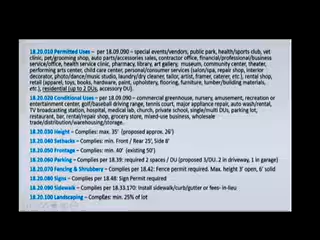 18.20.010 Permitted Uses – per 18.09.090 – special events/vendors, public park, health/sports club, vet
clinic, pet/grooming shop, auto parts/accessories sales, contractor office, financial/professional/business
service/office, health service clinic, pharmacy, library, art gallery, museum, community center, theater,
performing arts center, child care center, personal/consumer services (salon/spa, repair shop, interior
decorator, photo/dance/music studio, laundry/dry cleaner, tailor, artist, framer, caterer, etc.), rental shop,
retail (apparel, toys, books, hardware, paint, upholstery, flooring, furniture, lumber/building materials,
etc.), residential (up to 2 DUs), accessory DU).
18.20.020 Conditional Uses – per 18.09.090 – commercial greenhouse, nursery, amusement, recreation or
entertainment center, golf/baseball driving range, tennis court, major appliance repair, auto wash/rental,
TV broadcasting station, hospital, medical lab, church, private school, single/multi DUs, parking lot,
restaurant, bar, rental/repair shop, grocery store, mixed-use business, wholesale
trade/distribution/warehousing/storage.
18.20.030 Height – Complies: max. 35' (proposed approx. 26')
18.20.040 Setbacks – Complies: min. Front / Rear 25', Side 8'
18.20.050 Frontage – Complies: min. 40' (existing 50')
18.20.060 Parking – Complies per 18.39: required 2 spaces / DU (proposed 3/DU. 2 in driveway, 1 in garage)
18.20.070 Fencing & Shrubbery – Complies per 18.42: Fence permit required. Max. height 3' open, 6' solid
18.20.080 Signs – Complies per 18.48: Sign Permit required
18.20.090 Sidewalk – Complies per 18.33.170: Install sidewalk/curb/gutter or fees-in-lieu
18.20.100 Landscaping – Complies: min. 25% of lot